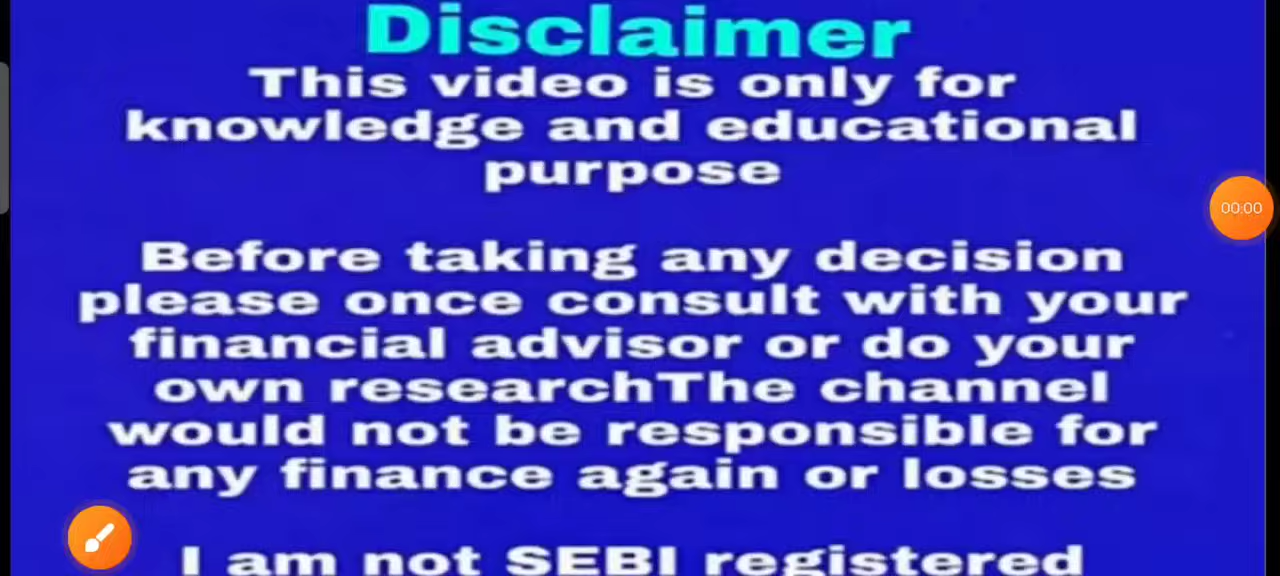 Disclaimer
This video is only for
knowledge and educational
purpose
Before taking any decision
please once consult with your
financial advisor or do your
own researchThe channel
would not be responsible for
any finance again or losses
I am not SEBI registered
00:00